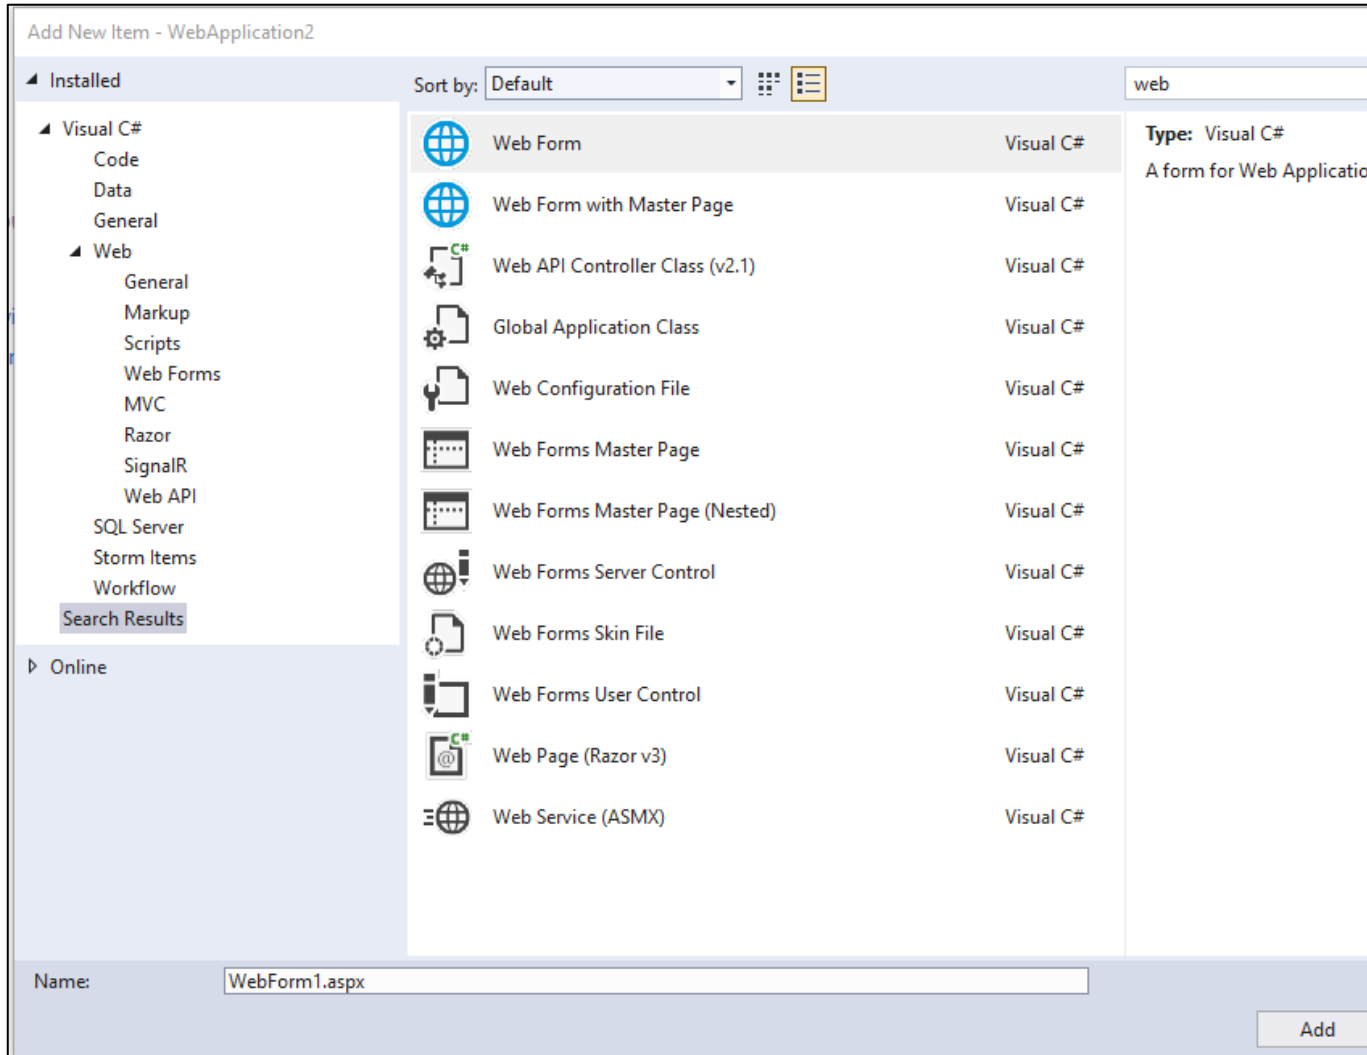 Add New Item - WebApplication2
Installed
Sort by: Default
web
Visual C#
Code
Data
General
Web
General
Markup
Scripts
Web Forms
MVC
Razor
SignalR
Web API
SQL Server
Storm Items
Workflow
Search Results
Online
Web Form Visual C#
Web Form with Master Page Visual C#
C# Web API Controller Class (v2.1) Visual C#
Global Application Class Visual C#
Web Configuration File Visual C#
Web Forms Master Page Visual C#
Web Forms Master Page (Nested) Visual C#
Web Forms Server Control Visual C#
Web Forms Skin File Visual C#
Web Forms User Control Visual C#
C# @ Web Page (Razor v3) Visual C#
Web Service (ASMX) Visual C#
Type: Visual C#
A form for Web Applicatio
Name: WebForm1.aspx
Add